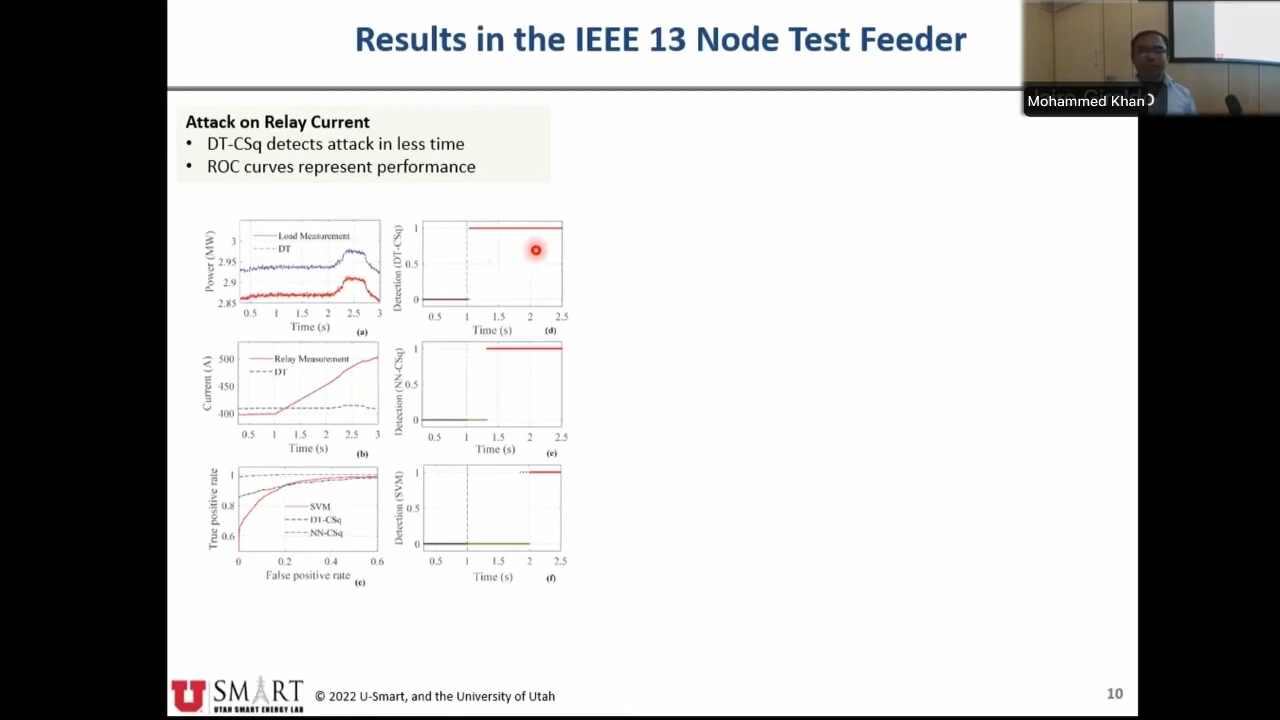 Results in the IEEE 13 Node Test Feeder
Mohammed Khan
Attack on Relay Current
• DT-CSq detects attack in less time
• ROC curves represent performance
Power (MW)
3
2.95
2.9
2.85
Load Measurement
DT
0.5 1 1.5 2 2.5 3
Time (s)
(a)
Detection (DT-CSq)
1
0.5
0
0.5 1 1.5 2 2.5
Time (s)
(d)
Current (A)
500
450
400
Relay Measurement
DT
0.5 1 1.5 2 2.5 3
Time (s)
(b)
Detection (NN-CSq)
1
0.5
0
0.5 1 1.5 2 2.5
Time (s)
(e)
True positive rate
1
0.8
0.6
SVM
DT-CSq
NN-CSq
0 0.2 0.4 0.6
False positive rate
(c)
Detection (SVM)
1
0.5
0
0.5 1 1.5 2 2.5
Time (s)
(f)
U SMART
UTAH SMART ENERGY LAB
© 2022 U-Smart, and the University of Utah
10